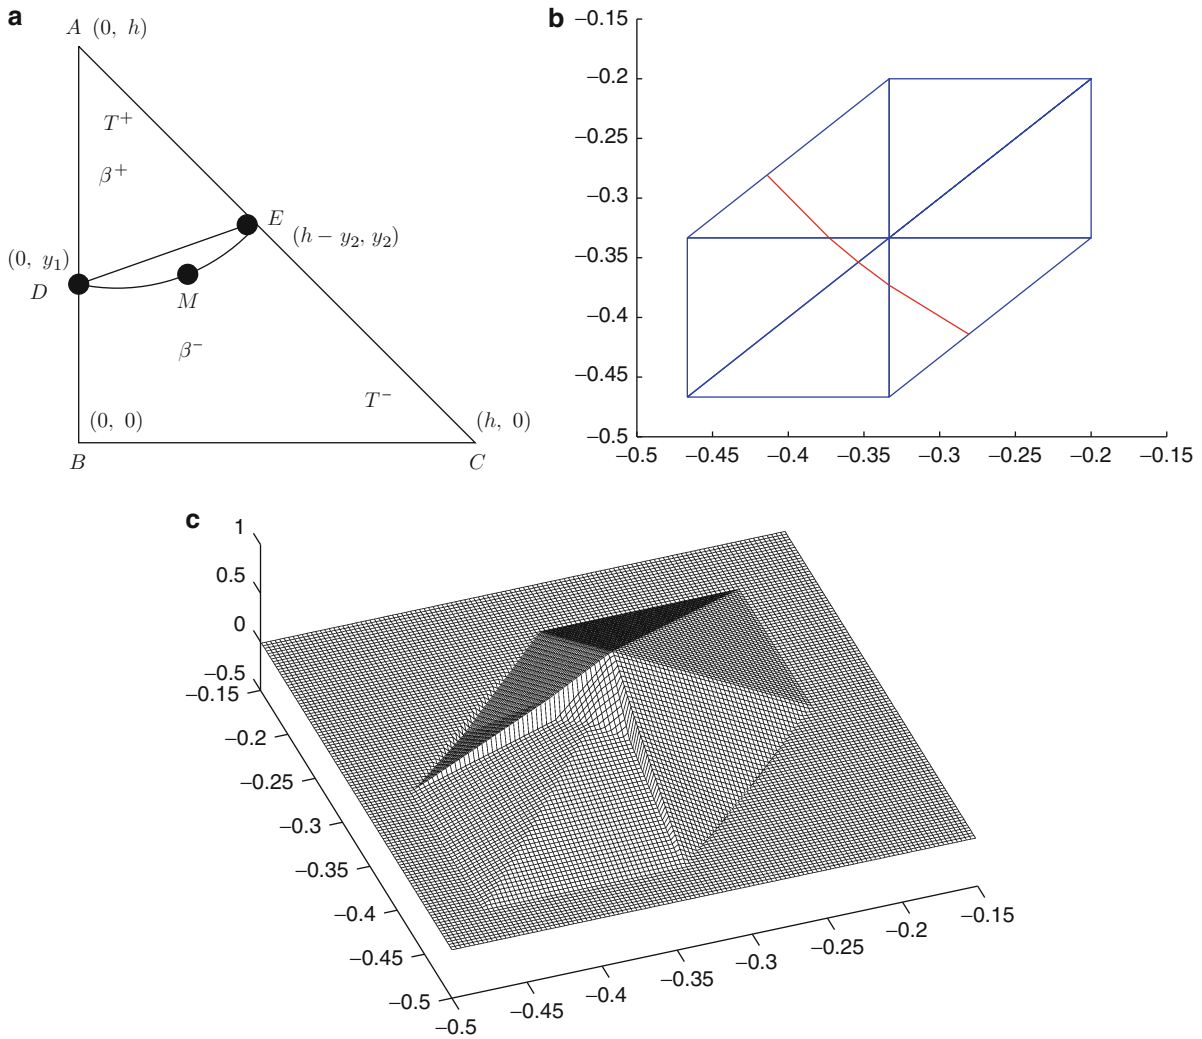 a
A (0, h)
T⁺
β⁺
E
(h − y₂, y₂)
(0, y₁)
D
M
β⁻
T⁻
(0, 0)
(h, 0)
B
C
b
−0.15
−0.2
−0.25
−0.3
−0.35
−0.4
−0.45
−0.5
−0.5 −0.45 −0.4 −0.35 −0.3 −0.25 −0.2 −0.15
c
1
0.5
0
−0.5
−0.15
−0.2
−0.25
−0.3
−0.35
−0.4
−0.45
−0.5
−0.5
−0.45
−0.4
−0.35
−0.3
−0.25
−0.2
−0.15